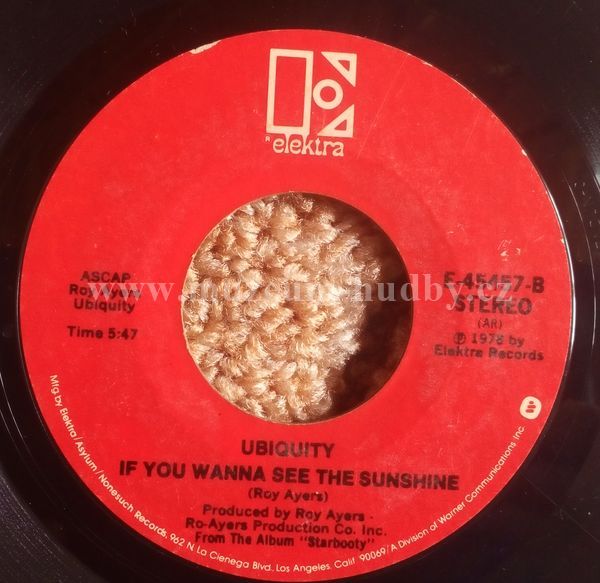 R elektra
ASCAP
Roy Ayers
Ubiquity
Time 5:47
E-45457-B
STEREO
(AR)
℗ 1978 by
Elektra Records
UBIQUITY
IF YOU WANNA SEE THE SUNSHINE
(Roy Ayers)
Produced by Roy Ayers -
Ro-Ayers Production Co. Inc.
From The Album "Starbooty"
Mfg by Elektra/Asylum/Nonesuch Records, 962 N La Cienega Blvd. Los Angeles. Calif 90069/A Division of Warner Communications Inc